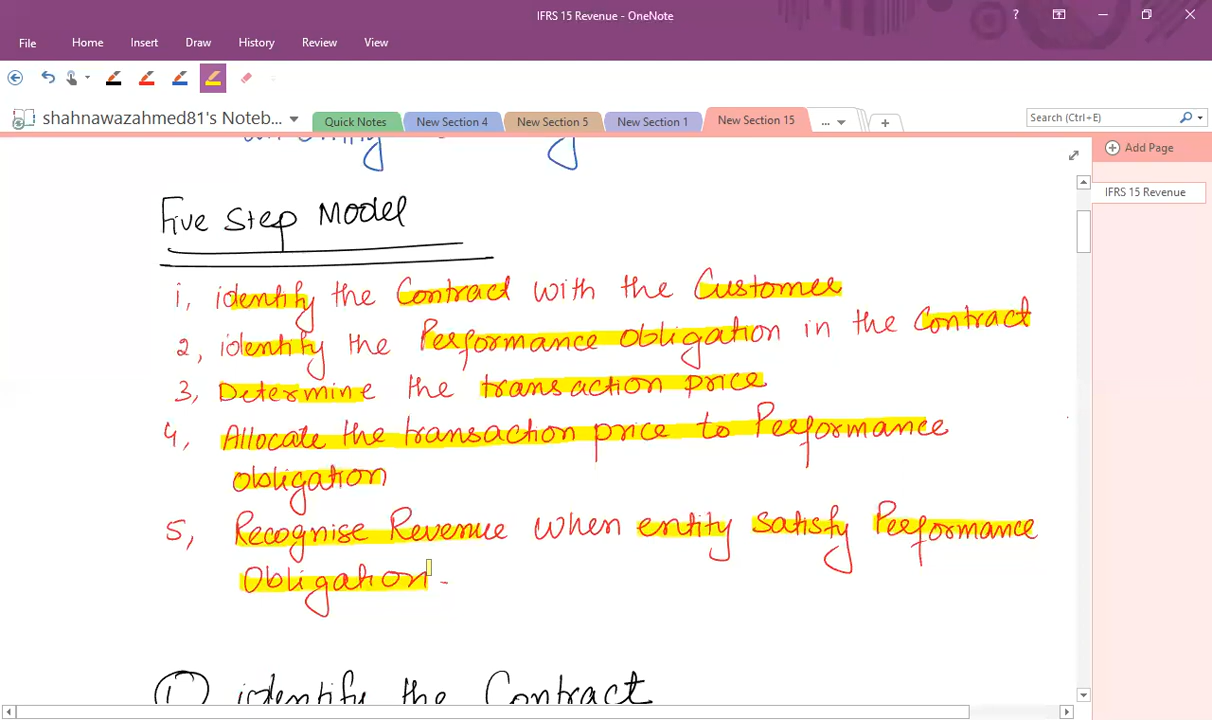 IFRS 15 Revenue - OneNote
?
File Home Insert Draw History Review View
shahnawazahmed81's Noteb... Quick Notes New Section 4 New Section 5 New Section 1 New Section 15 ... + Search (Ctrl+E)
Add Page
IFRS 15 Revenue
Five Step Model
1, identify the Contract with the Customer
2, identify the Performance obligation in the Contract
3, Determine the transaction price
4, Allocate the transaction price to Performance
obligation
5, Recognise Revenue when entity satisfy Performance
Obligation.
1 identify the Contract